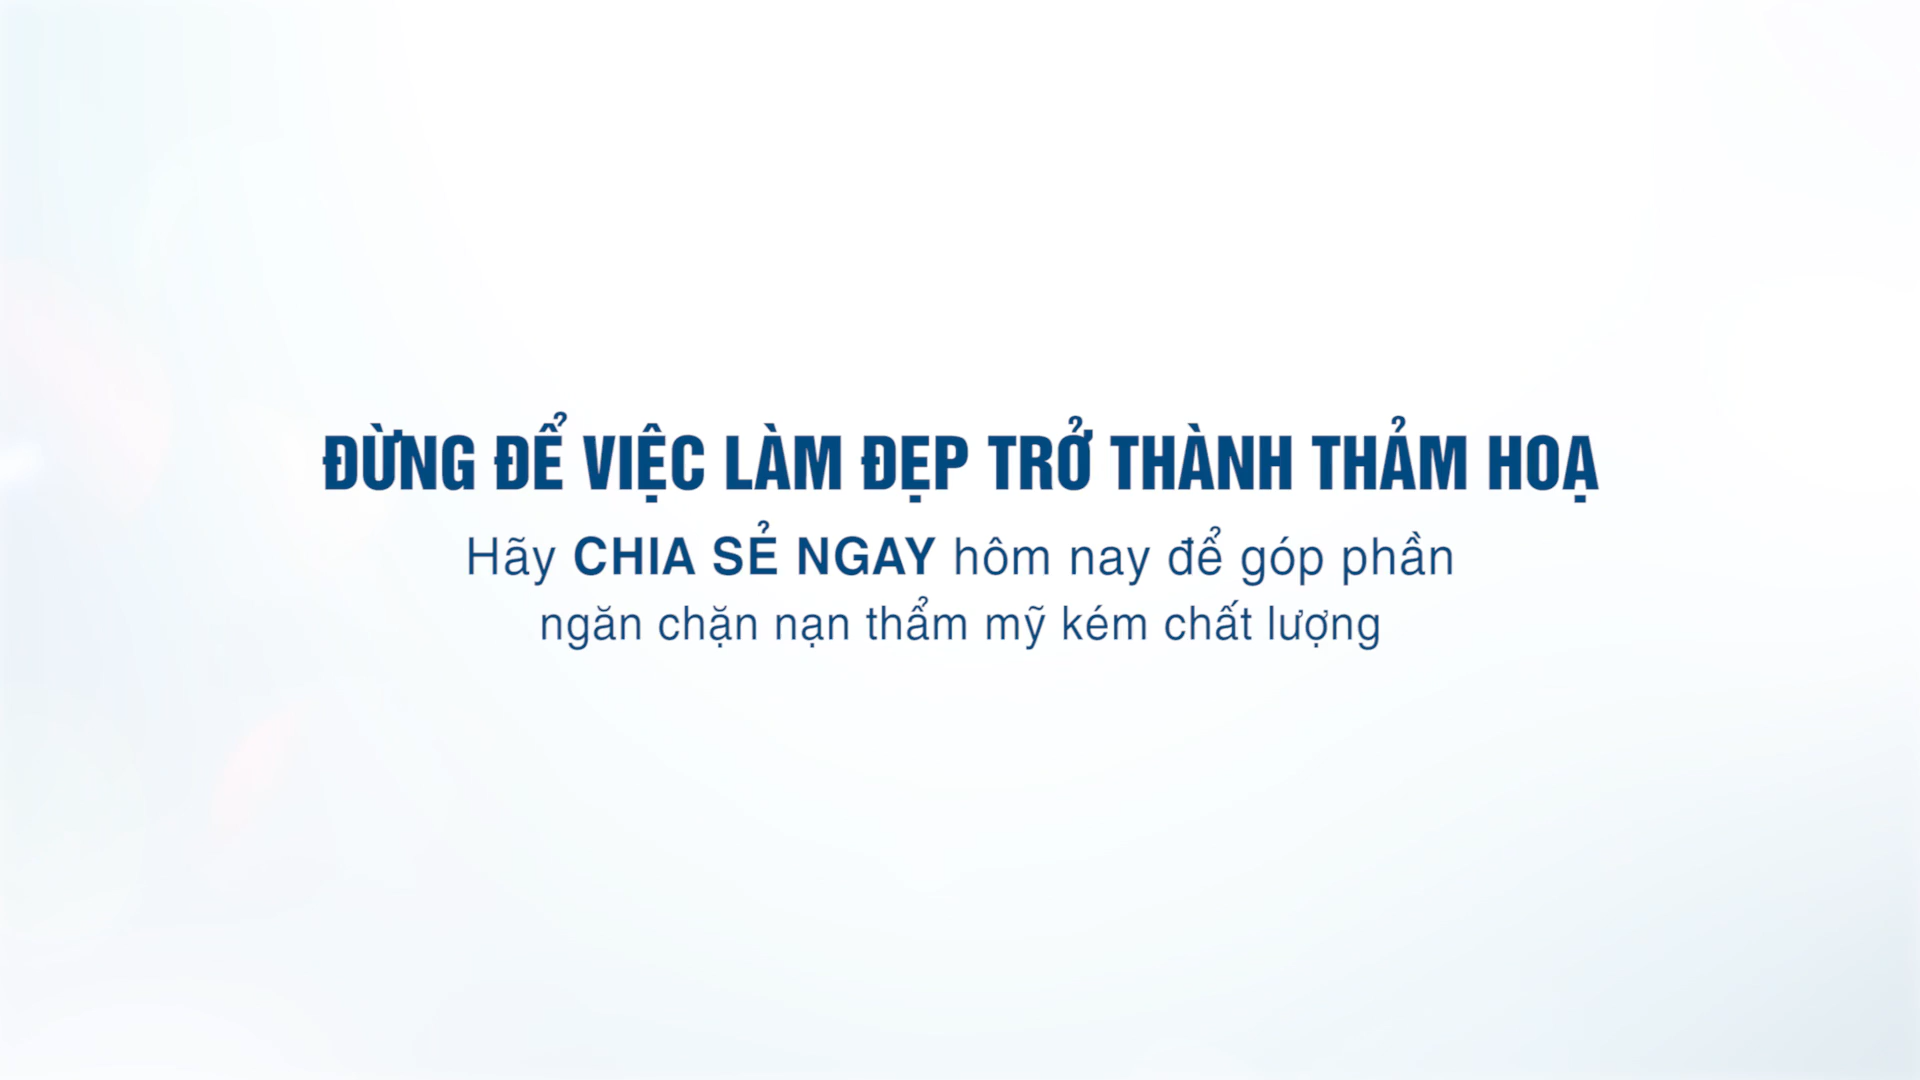 ĐỪNG ĐỂ VIỆC LÀM ĐẸP TRỞ THÀNH THẢM HOẠ
Hãy CHIA SẺ NGAY hôm nay để góp phần
ngăn chặn nạn thẩm mỹ kém chất lượng